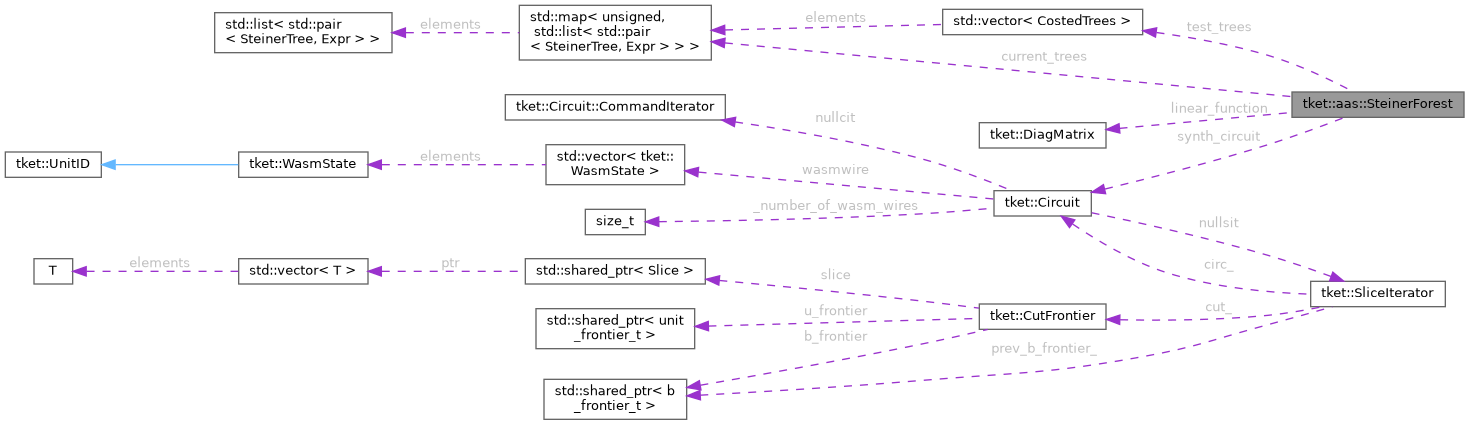 std::list< std::pair
< SteinerTree, Expr > >
elements
std::map< unsigned,
std::list< std::pair
< SteinerTree, Expr > > >
elements
std::vector< CostedTrees >
test_trees
current_trees
tket::aas::SteinerForest
tket::Circuit::CommandIterator
nullcit
linear_function
tket::DiagMatrix
synth_circuit
tket::UnitID
tket::WasmState
elements
std::vector< tket::
WasmState >
wasmwire
tket::Circuit
_number_of_wasm_wires
size_t
nullsit
circ_
T
elements
std::vector< T >
ptr
std::shared_ptr< Slice >
slice
tket::SliceIterator
cut_
tket::CutFrontier
u_frontier
std::shared_ptr< unit
_frontier_t >
b_frontier
prev_b_frontier_
std::shared_ptr< b
_frontier_t >